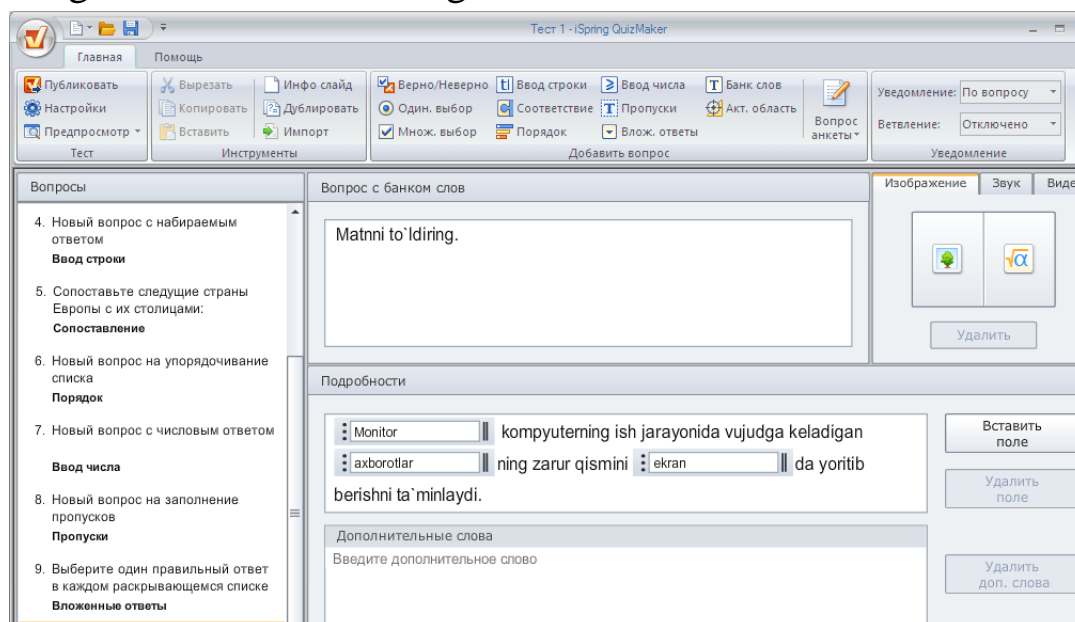 Тест 1 - iSpring QuizMaker
Главная Помощь
Публиковать Вырезать Инфо слайд Верно/Неверно Ввод строки Ввод числа Банк слов Уведомление: По вопросу
Настройки Копировать Дублировать Один. выбор Соответствие Пропуски Акт. область Вопрос анкеты Ветвление: Отключено
Предпросмотр Вставить Импорт Множ. выбор Порядок Влож. ответы
Тест Инструменты Добавить вопрос Уведомление
Вопросы
4. Новый вопрос с набираемым
ответом
Ввод строки
5. Сопоставьте следущие страны
Европы с их столицами:
Сопоставление
6. Новый вопрос на упорядочивание
списка
Порядок
7. Новый вопрос с числовым ответом
Ввод числа
8. Новый вопрос на заполнение
пропусков
Пропуски
9. Выберите один правильный ответ
в каждом раскрывающемся списке
Вложенные ответы
Вопрос с банком слов
Matnni to`ldiring.
Изображение Звук Виде
√α
Удалить
Подробности
Monitor kompyuterning ish jarayonida vujudga keladigan
axborotlar ning zarur qismini ekran da yoritib
berishni ta`minlaydi.
Вставить
поле
Удалить
поле
Дополнительные слова
Введите дополнительное слово
Удалить
доп. слова